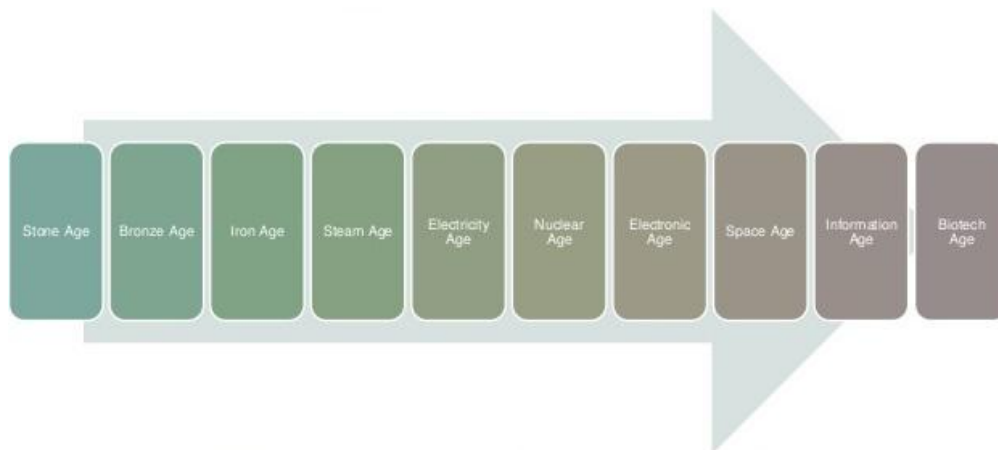 Stone Age
Bronze Age
Iron Age
Steam Age
Electricity
Age
Nuclear
Age
Electronic
Age
Space Age
Information
Age
Biotech
Age